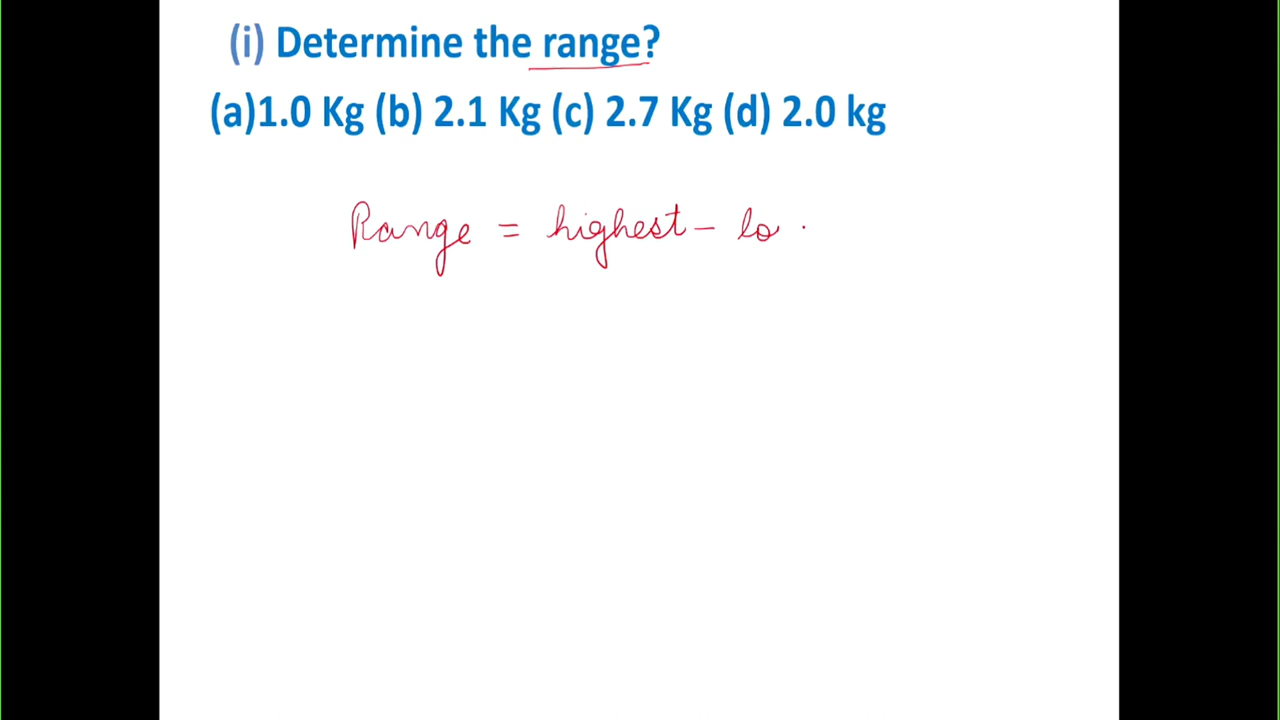 (i) Determine the range?
(a)1.0 Kg (b) 2.1 Kg (c) 2.7 Kg (d) 2.0 kg
Range = highest - lo